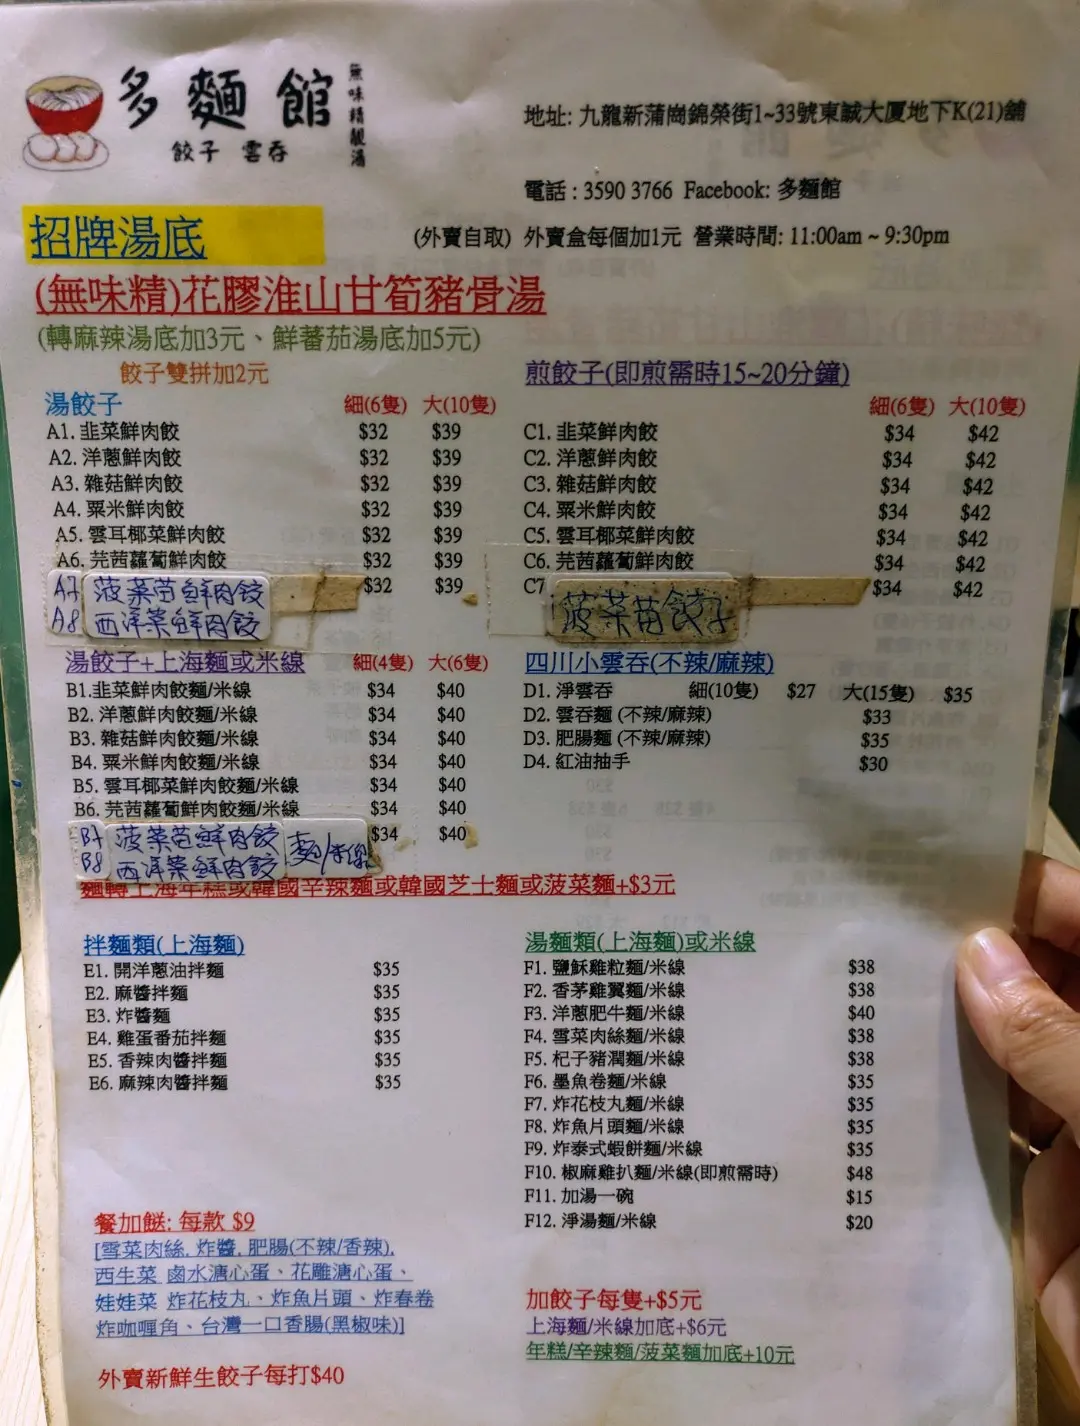 多麵館
餃子 雲吞
無味精靚湯
地址: 九龍新蒲崗錦榮街1~33號東誠大厦地下K(21)舖
電話 : 3590 3766 Facebook: 多麵館
(外賣自取) 外賣盒每個加1元 營業時間: 11:00am ~ 9:30pm
招牌湯底
(無味精)花膠淮山甘筍豬骨湯
(轉麻辣湯底加3元、鮮蕃茄湯底加5元)
餃子雙拼加2元
湯餃子 細(6隻) 大(10隻)
A1. 韭菜鮮肉餃 $32 $39
A2. 洋蔥鮮肉餃 $32 $39
A3. 雜菇鮮肉餃 $32 $39
A4. 粟米鮮肉餃 $32 $39
A5. 雲耳椰菜鮮肉餃 $32 $39
A6. 芫茜蘿蔔鮮肉餃 $32 $39
A7 菠菜苗鮮肉餃 $32 $39
A8 西洋菜鮮肉餃
煎餃子(即煎需時15~20分鐘)
細(6隻) 大(10隻)
C1. 韭菜鮮肉餃 $34 $42
C2. 洋蔥鮮肉餃 $34 $42
C3. 雜菇鮮肉餃 $34 $42
C4. 粟米鮮肉餃 $34 $42
C5. 雲耳椰菜鮮肉餃 $34 $42
C6. 芫茜蘿蔔鮮肉餃 $34 $42
C7 菠菜苗餃子 $34 $42
湯餃子+上海麵或米線 細(4隻) 大(6隻)
B1.韭菜鮮肉餃麵/米線 $34 $40
B2. 洋蔥鮮肉餃麵/米線 $34 $40
B3. 雜菇鮮肉餃麵/米線 $34 $40
B4. 粟米鮮肉餃麵/米線 $34 $40
B5. 雲耳椰菜鮮肉餃麵/米線 $34 $40
B6. 芫茜蘿蔔鮮肉餃麵/米線 $34 $40
B7 菠菜苗鮮肉餃 麵/米線 $34 $40
B8 西洋菜鮮肉餃
麵轉上海年糕或韓國辛辣麵或韓國芝士麵或菠菜麵+$3元
四川小雲吞(不辣/麻辣)
D1. 淨雲吞 細(10隻) $27 大(15隻) $35
D2. 雲吞麵 (不辣/麻辣) $33
D3. 肥腸麵 (不辣/麻辣) $35
D4. 紅油抽手 $30
拌麵類(上海麵)
E1. 開洋蔥油拌麵 $35
E2. 麻醬拌麵 $35
E3. 炸醬麵 $35
E4. 雞蛋番茄拌麵 $35
E5. 香辣肉醬拌麵 $35
E6. 麻辣肉醬拌麵 $35
湯麵類(上海麵)或米線
F1. 鹽穌雞粒麵/米線 $38
F2. 香茅雞翼麵/米線 $38
F3. 洋蔥肥牛麵/米線 $40
F4. 雪菜肉絲麵/米線 $38
F5. 杞子豬潤麵/米線 $38
F6. 墨魚卷麵/米線 $35
F7. 炸花枝丸麵/米線 $35
F8. 炸魚片頭麵/米線 $35
F9. 炸泰式蝦餅麵/米線 $35
F10. 椒麻雞扒麵/米線(即煎需時) $48
F11. 加湯一碗 $15
F12. 淨湯麵/米線 $20
餐加餸: 每款 $9
[雪菜肉絲, 炸醬, 肥腸(不辣/香辣),
西生菜 鹵水溏心蛋、花雕溏心蛋、
娃娃菜 炸花枝丸、炸魚片頭、炸春卷
炸咖喱角、台灣一口香腸(黑椒味)]
外賣新鮮生餃子每打$40
加餃子每隻+$5元
上海麵/米線加底+$6元
年糕/辛辣麵/菠菜麵加底+10元